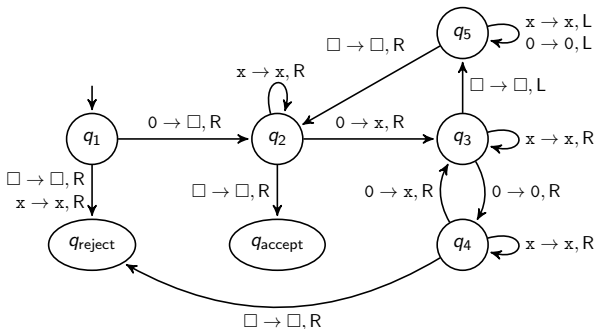 x → x, L
0 → 0, L
q5
□ → □, R
x → x, R
□ → □, L
q1
0 → □, R
q2
0 → x, R
q3
x → x, R
□ → □, R
x → x, R
□ → □, R
0 → x, R
0 → 0, R
qreject
qaccept
q4
x → x, R
□ → □, R